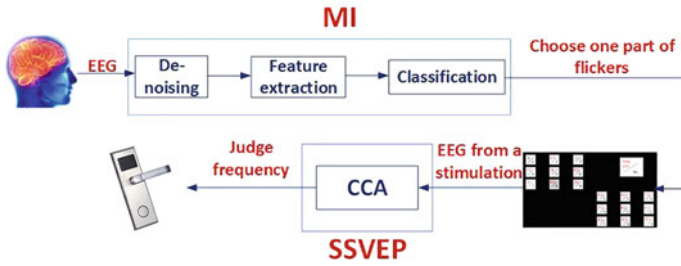 MI
EEG
De-
noising
Feature
extraction
Classification
Choose one part of
flickers
Judge
frequency
CCA
EEG from a
stimulation
SSVEP